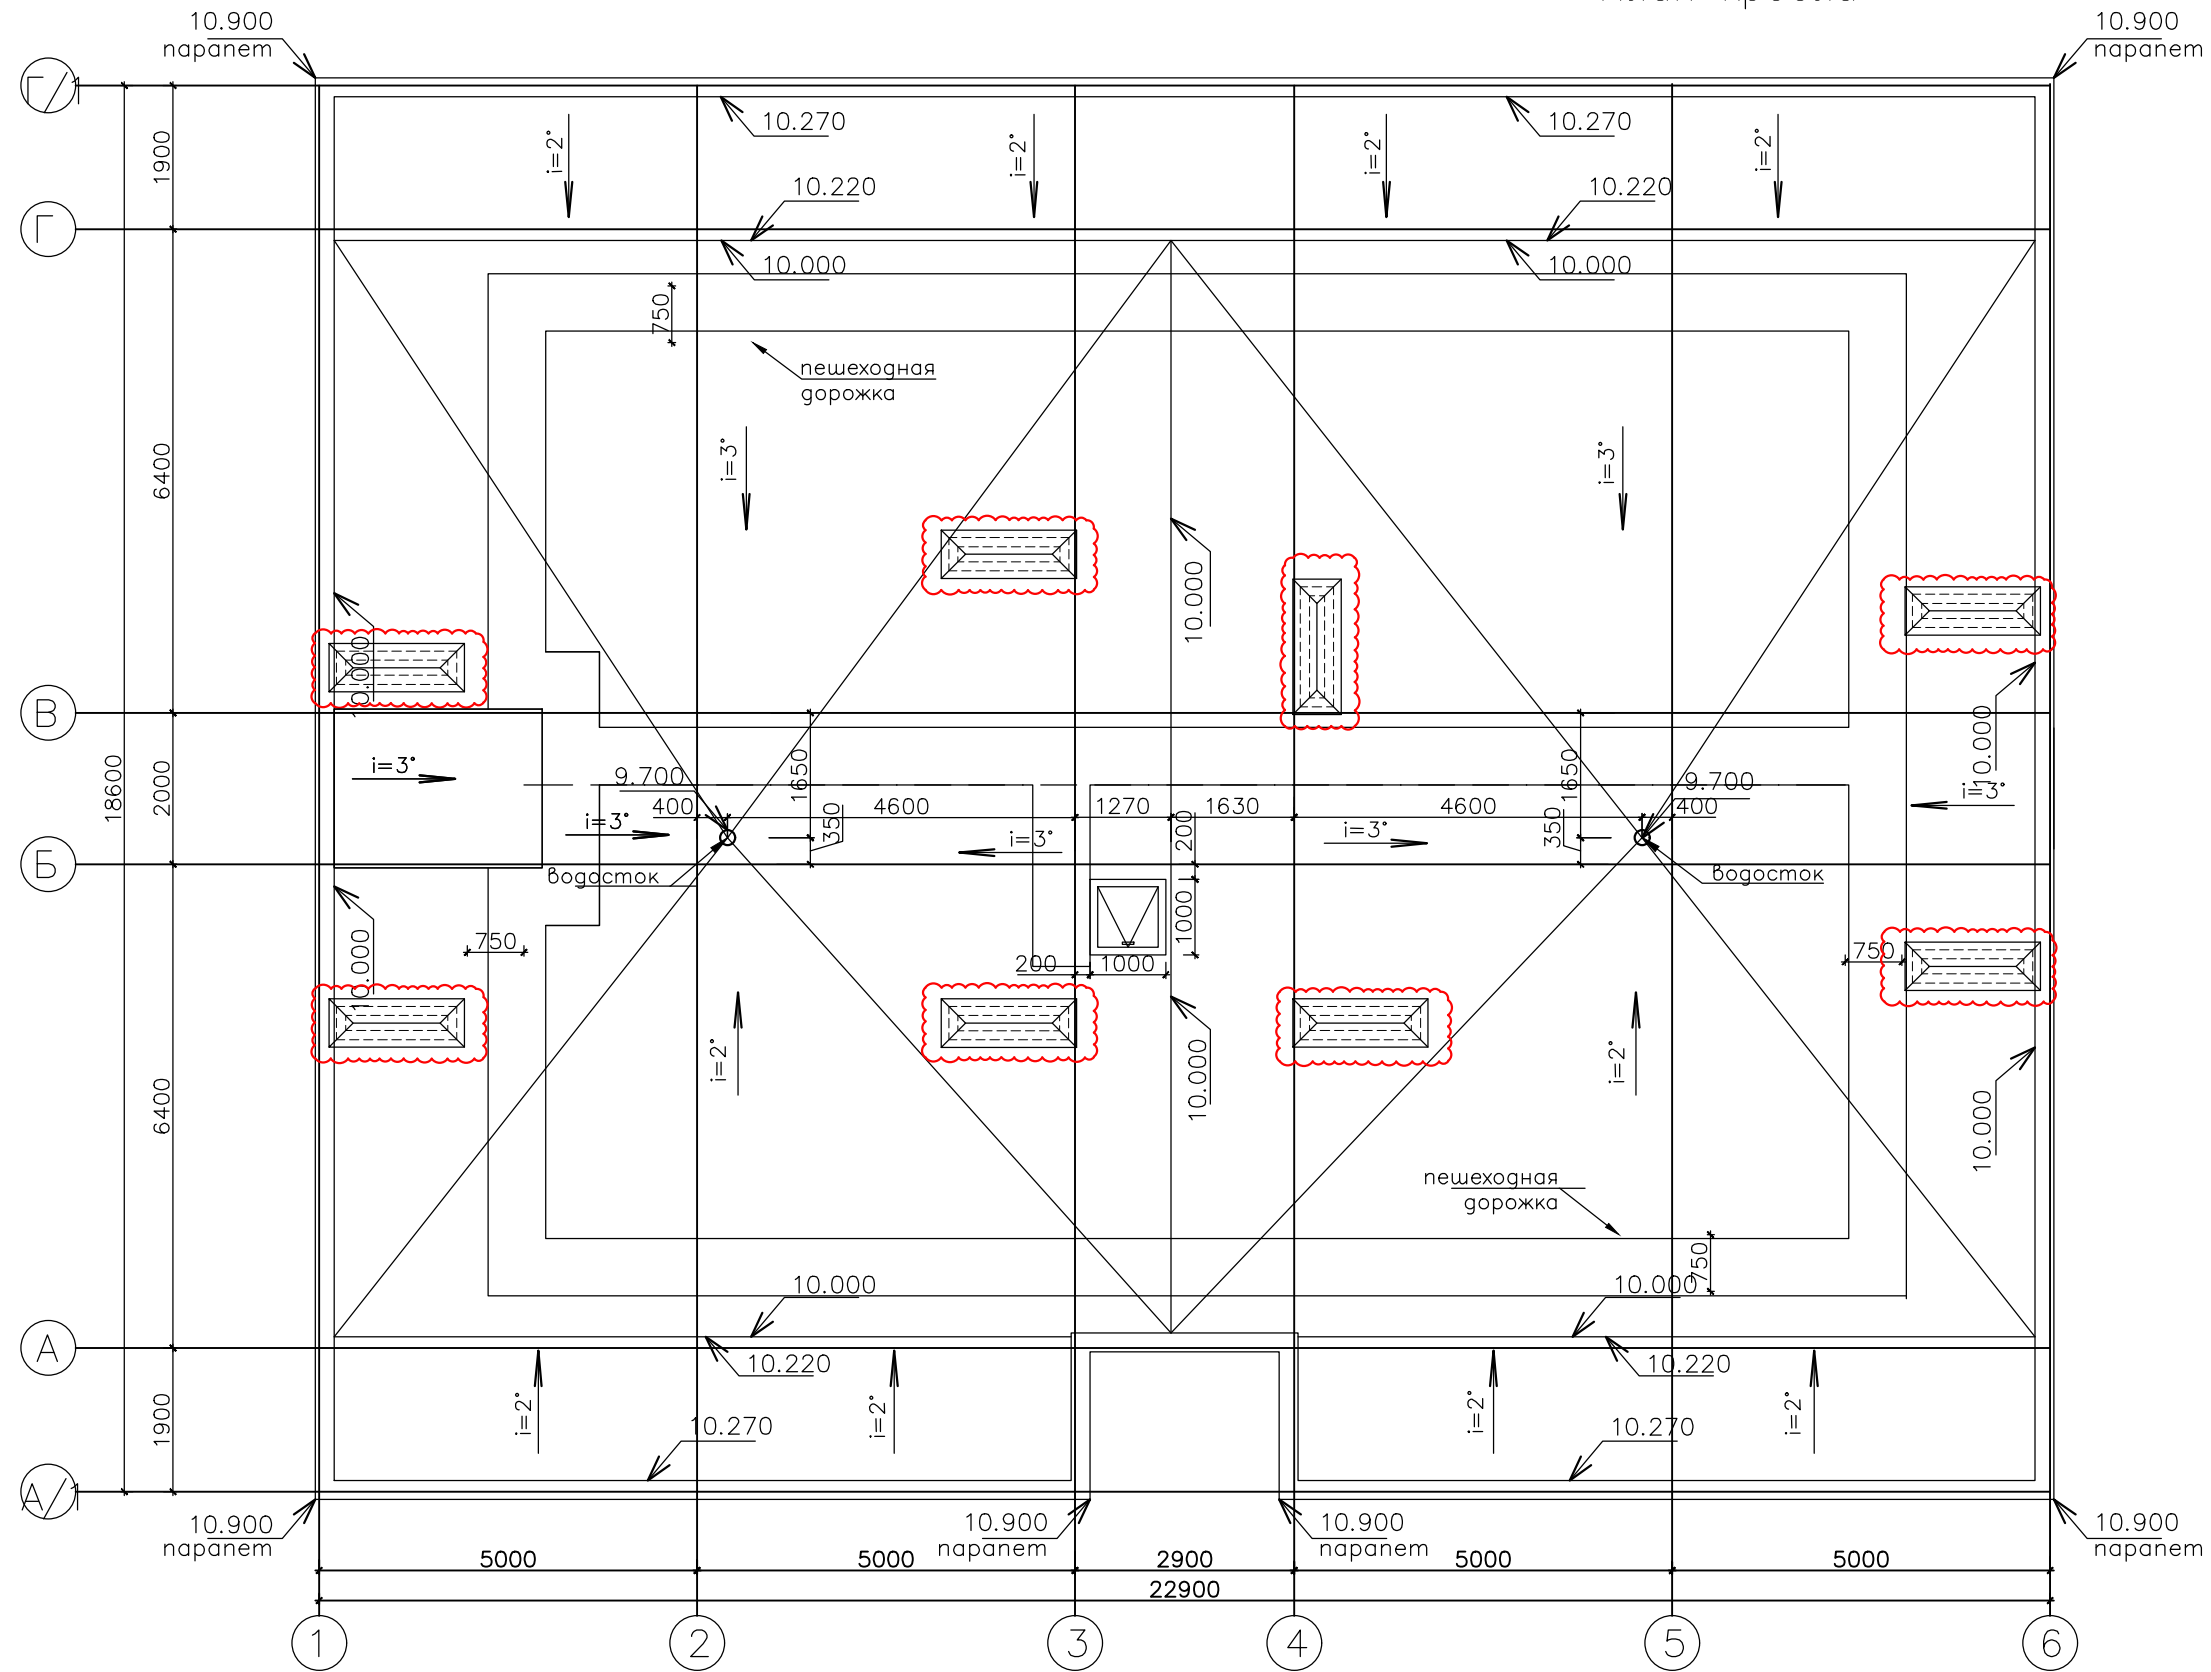 10.900
парапет
10.900
парапет
Г/1
10.270
10.270
i=2°
i=2°
i=2°
i=2°
1900
10.220
10.220
Г
10.000
10.000
750
пешеходная
дорожка
6400
i=3°
i=3°
10.000
10.000
В
10.000
18600
2000
i=3°
9.700
1650
1650
9.700
i=3°
400
4600
1270
1630
4600
400
i=3°
350
i=3°
200
i=3°
350
Б
водосток
водосток
1000
750
10.000
200
1000
750
i=2°
10.000
i=2°
6400
10.000
пешеходная
дорожка
750
10.000
10.000
А
10.220
10.220
i=2°
i=2°
i=2°
i=2°
1900
10.270
10.270
А/1
10.900
парапет
10.900
парапет
10.900
парапет
10.900
парапет
5000
5000
2900
5000
5000
22900
1
2
3
4
5
6